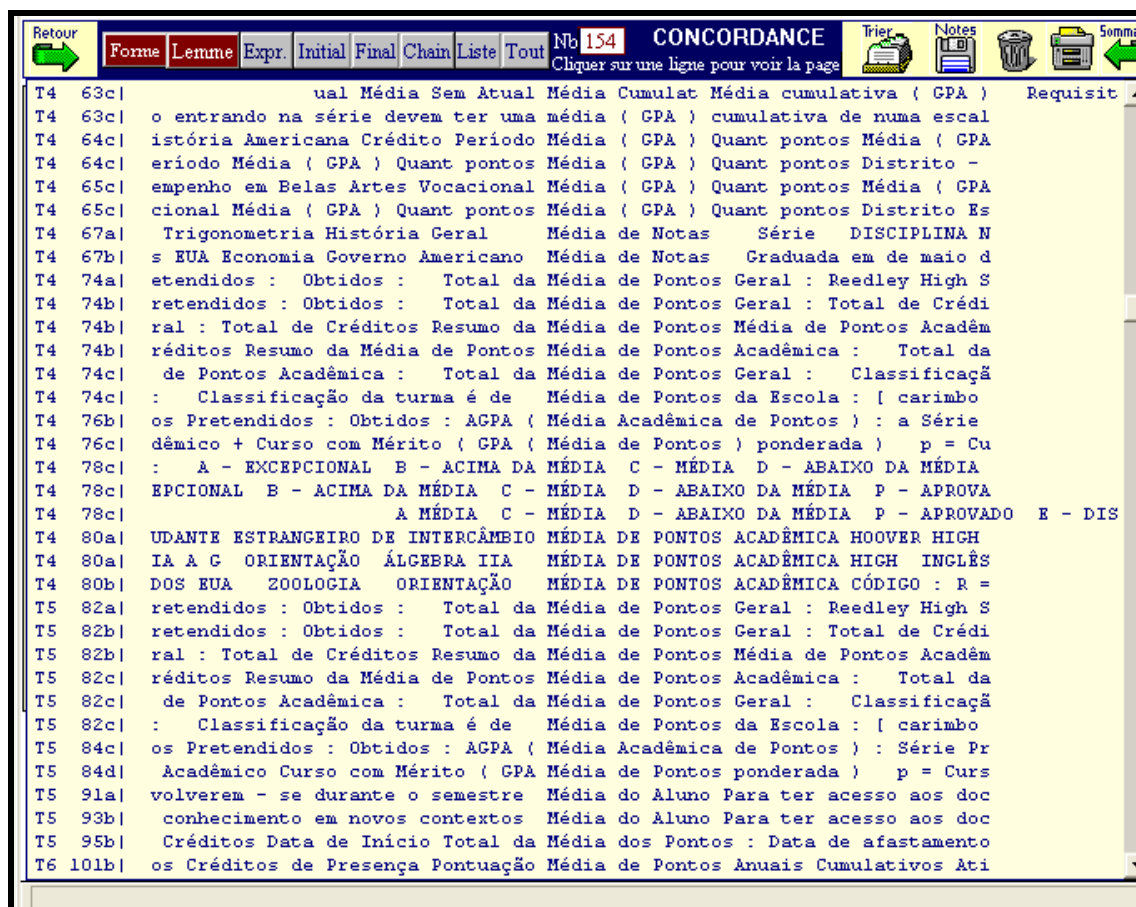 Retour
Forme Lemme Expr. Initial Final Chain Liste Tout
Nb 154 CONCORDANCE
Cliquer sur une ligne pour voir la page
Trier Notes Somma
T4 63c| ual Média Sem Atual Média Cumulat Média cumulativa ( GPA ) Requisit
T4 63c| o entrando na série devem ter uma média ( GPA ) cumulativa de numa escal
T4 64c| istória Americana Crédito Período Média ( GPA ) Quant pontos Média ( GPA
T4 64c| eríodo Média ( GPA ) Quant pontos Média ( GPA ) Quant pontos Distrito -
T4 65c| empenho em Belas Artes Vocacional Média ( GPA ) Quant pontos Média ( GPA
T4 65c| cional Média ( GPA ) Quant pontos Média ( GPA ) Quant pontos Distrito Es
T4 67a| Trigonometria História Geral Média de Notas Série DISCIPLINA N
T4 67b| s EUA Economia Governo Americano Média de Notas Graduada em de maio d
T4 74a| etendidos : Obtidos : Total da Média de Pontos Geral : Reedley High S
T4 74b| retendidos : Obtidos : Total da Média de Pontos Geral : Total de Crédi
T4 74b| ral : Total de Créditos Resumo da Média de Pontos Média de Pontos Acadêm
T4 74b| réditos Resumo da Média de Pontos Média de Pontos Acadêmica : Total da
T4 74c| de Pontos Acadêmica : Total da Média de Pontos Geral : Classificaçã
T4 74c| : Classificação da turma é de Média de Pontos da Escola : [ carimbo
T4 76b| os Pretendidos : Obtidos : AGPA ( Média Acadêmica de Pontos ) : a Série
T4 76c| dêmico + Curso com Mérito ( GPA ( Média de Pontos ) ponderada ) p = Cu
T4 78c| : A - EXCEPCIONAL B - ACIMA DA MÉDIA C - MÉDIA D - ABAIXO DA MÉDIA
T4 78c| EPCIONAL B - ACIMA DA MÉDIA C - MÉDIA D - ABAIXO DA MÉDIA P - APROVA
T4 78c| A MÉDIA C - MÉDIA D - ABAIXO DA MÉDIA P - APROVADO E - DIS
T4 80a| UDANTE ESTRANGEIRO DE INTERCÂMBIO MÉDIA DE PONTOS ACADÊMICA HOOVER HIGH
T4 80a| IA A G ORIENTAÇÃO ÁLGEBRA IIA MÉDIA DE PONTOS ACADÊMICA HIGH INGLÊS
T4 80b| DOS EUA ZOOLOGIA ORIENTAÇÃO MÉDIA DE PONTOS ACADÊMICA CÓDIGO : R =
T5 82a| retendidos : Obtidos : Total da Média de Pontos Geral : Reedley High S
T5 82b| retendidos : Obtidos : Total da Média de Pontos Geral : Total de Crédi
T5 82b| ral : Total de Créditos Resumo da Média de Pontos Média de Pontos Acadêm
T5 82c| réditos Resumo da Média de Pontos Média de Pontos Acadêmica : Total da
T5 82c| de Pontos Acadêmica : Total da Média de Pontos Geral : Classificaçã
T5 82c| : Classificação da turma é de Média de Pontos da Escola : [ carimbo
T5 84c| os Pretendidos : Obtidos : AGPA ( Média Acadêmica de Pontos ) : Série Pr
T5 84d| Acadêmico Curso com Mérito ( GPA Média de Pontos ponderada ) p = Curs
T5 91a| volverem - se durante o semestre Média do Aluno Para ter acesso aos doc
T5 93b| conhecimento em novos contextos Média do Aluno Para ter acesso aos doc
T5 95b| Créditos Data de Início Total da Média dos Pontos : Data de afastamento
T6 101b| os Créditos de Presença Pontuação Média de Pontos Anuais Cumulativos Ati